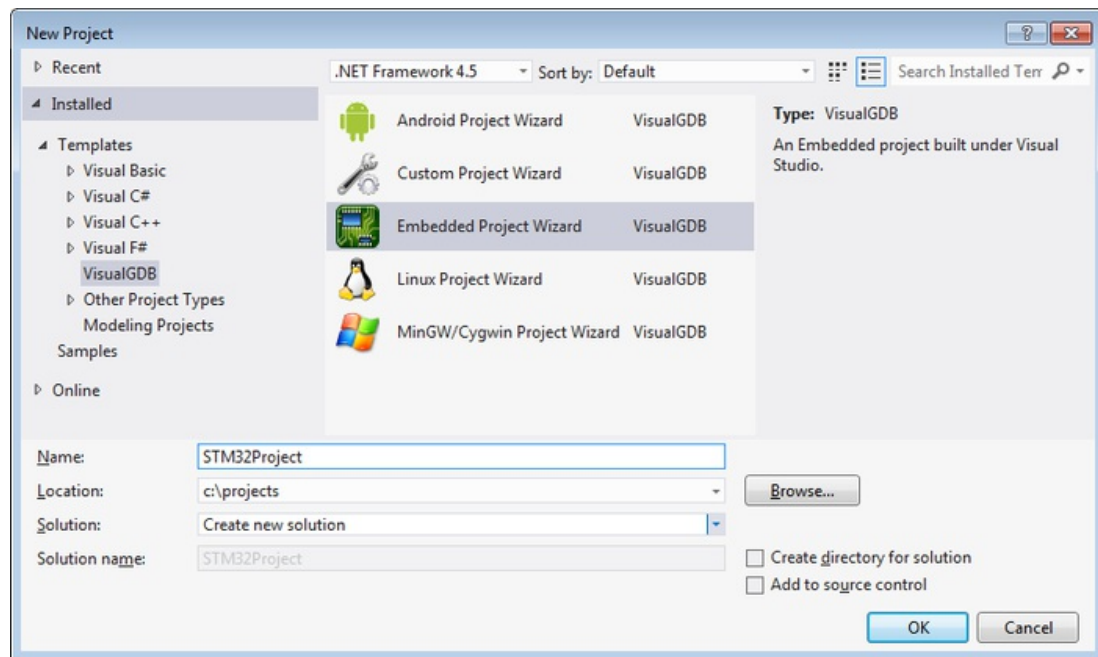 New Project
Recent
.NET Framework 4.5
Sort by: Default
Search Installed Tem
Installed
Templates
Visual Basic
Visual C#
Visual C++
Visual F#
VisualGDB
Other Project Types
Modeling Projects
Samples
Online
Android Project Wizard VisualGDB
Custom Project Wizard VisualGDB
Embedded Project Wizard VisualGDB
Linux Project Wizard VisualGDB
MinGW/Cygwin Project Wizard VisualGDB
Type: VisualGDB
An Embedded project built under Visual
Studio.
Name: STM32Project
Location: c:\projects
Browse...
Solution: Create new solution
Solution name: STM32Project
Create directory for solution
Add to source control
OK Cancel